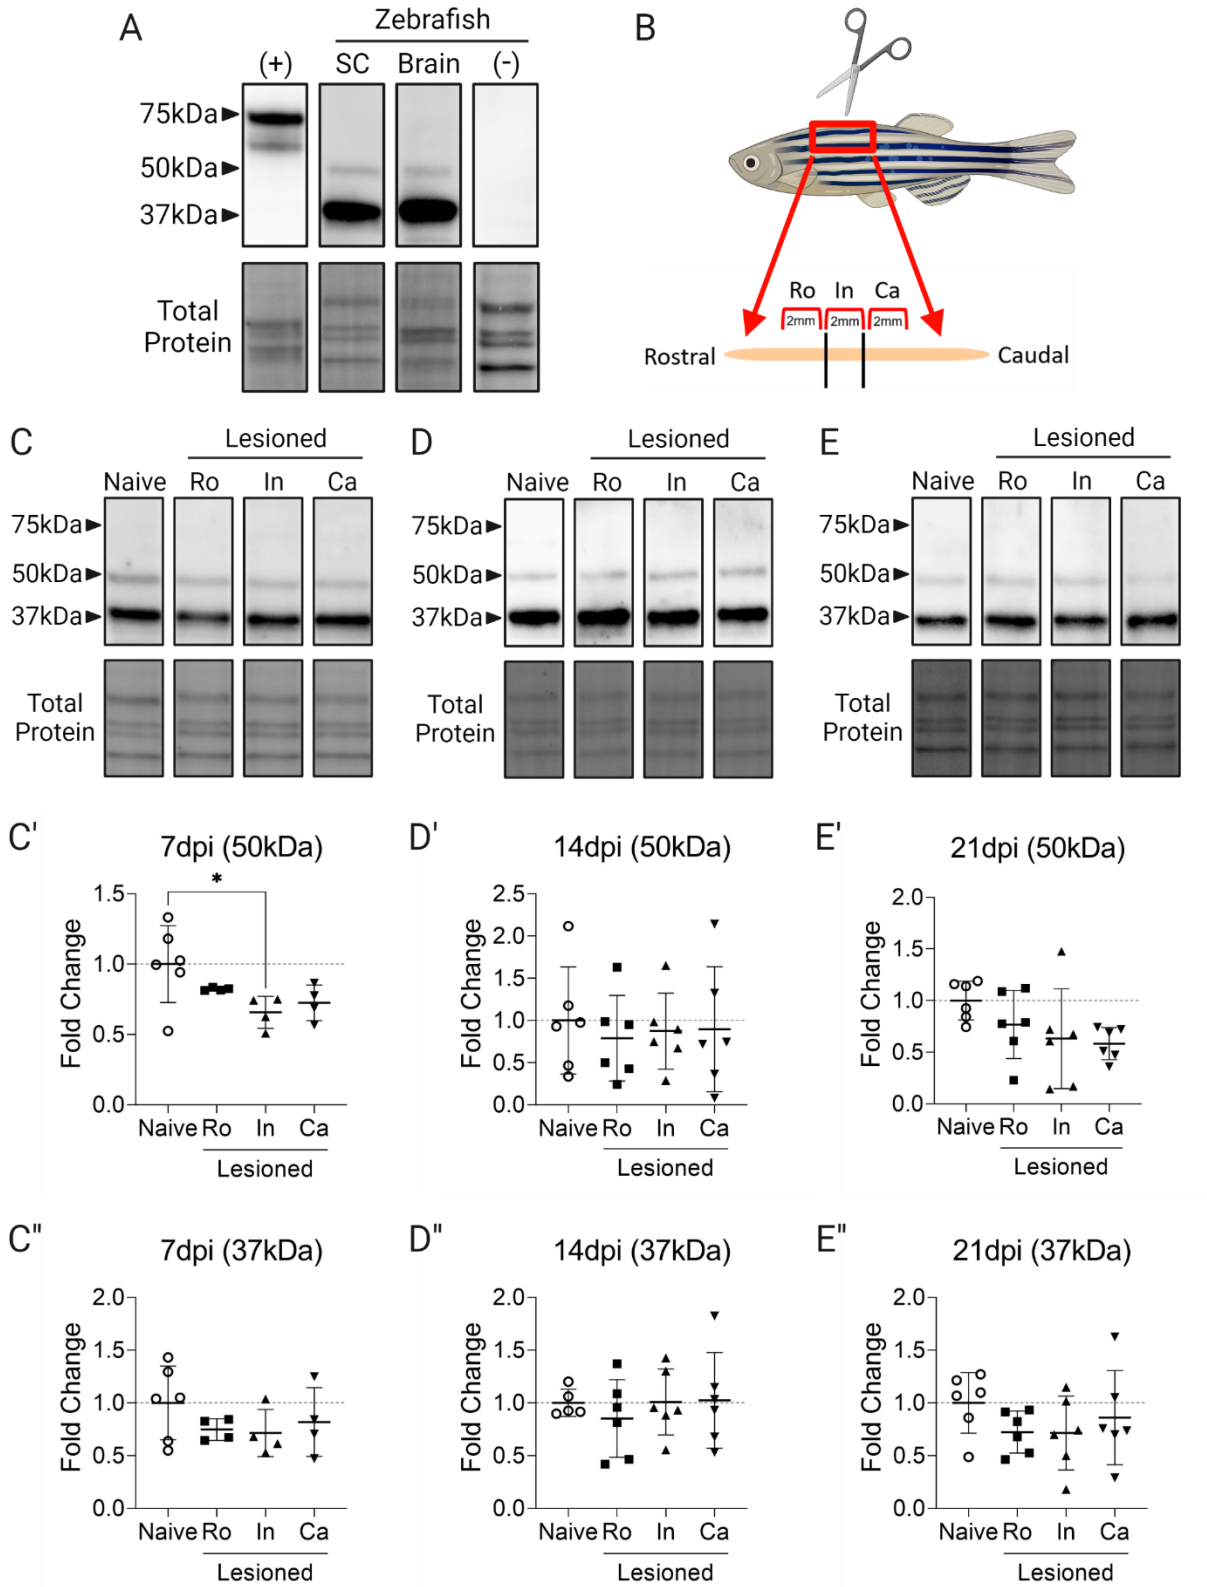 A
Zebrafish
(+) SC Brain (-)
75kDa
50kDa
37kDa
Total
Protein
B
Ro In Ca
2mm 2mm 2mm
Rostral Caudal
C
Lesioned
Naive Ro In Ca
75kDa
50kDa
37kDa
Total
Protein
D
Lesioned
Naive Ro In Ca
75kDa
50kDa
37kDa
Total
Protein
E
Lesioned
Naive Ro In Ca
75kDa
50kDa
37kDa
Total
Protein
C'
7dpi (50kDa)
*
Fold Change
1.5
1.0
0.5
0.0
Naive Ro In Ca
Lesioned
D'
14dpi (50kDa)
Fold Change
2.5
2.0
1.5
1.0
0.5
0.0
Naive Ro In Ca
Lesioned
E'
21dpi (50kDa)
Fold Change
2.0
1.5
1.0
0.5
0.0
Naive Ro In Ca
Lesioned
C"
7dpi (37kDa)
Fold Change
2.0
1.5
1.0
0.5
0.0
Naive Ro In Ca
Lesioned
D"
14dpi (37kDa)
Fold Change
2.0
1.5
1.0
0.5
0.0
Naive Ro In Ca
Lesioned
E"
21dpi (37kDa)
Fold Change
2.0
1.5
1.0
0.5
0.0
Naive Ro In Ca
Lesioned